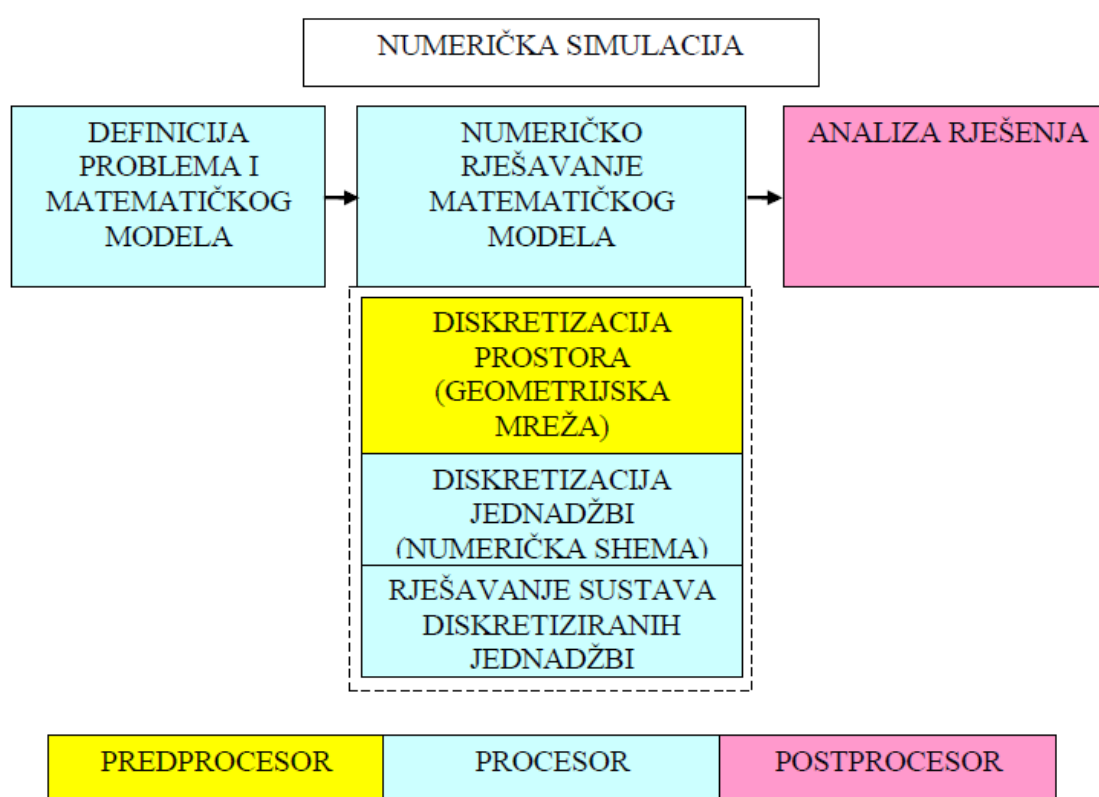 NUMERIČKA SIMULACIJA
DEFINICIJA
PROBLEMA I
MATEMATIČKOG
MODELA
NUMERIČKO
RJEŠAVANJE
MATEMATIČKOG
MODELA
ANALIZA RJEŠENJA
DISKRETIZACIJA
PROSTORA
(GEOMETRIJSKA
MREŽA)
DISKRETIZACIJA
JEDNADŽBI
(NUMERIČKA SHEMA)
RJEŠAVANJE SUSTAVA
DISKRETIZIRANIH
JEDNADŽBI
PREDPROCESOR
PROCESOR
POSTPROCESOR